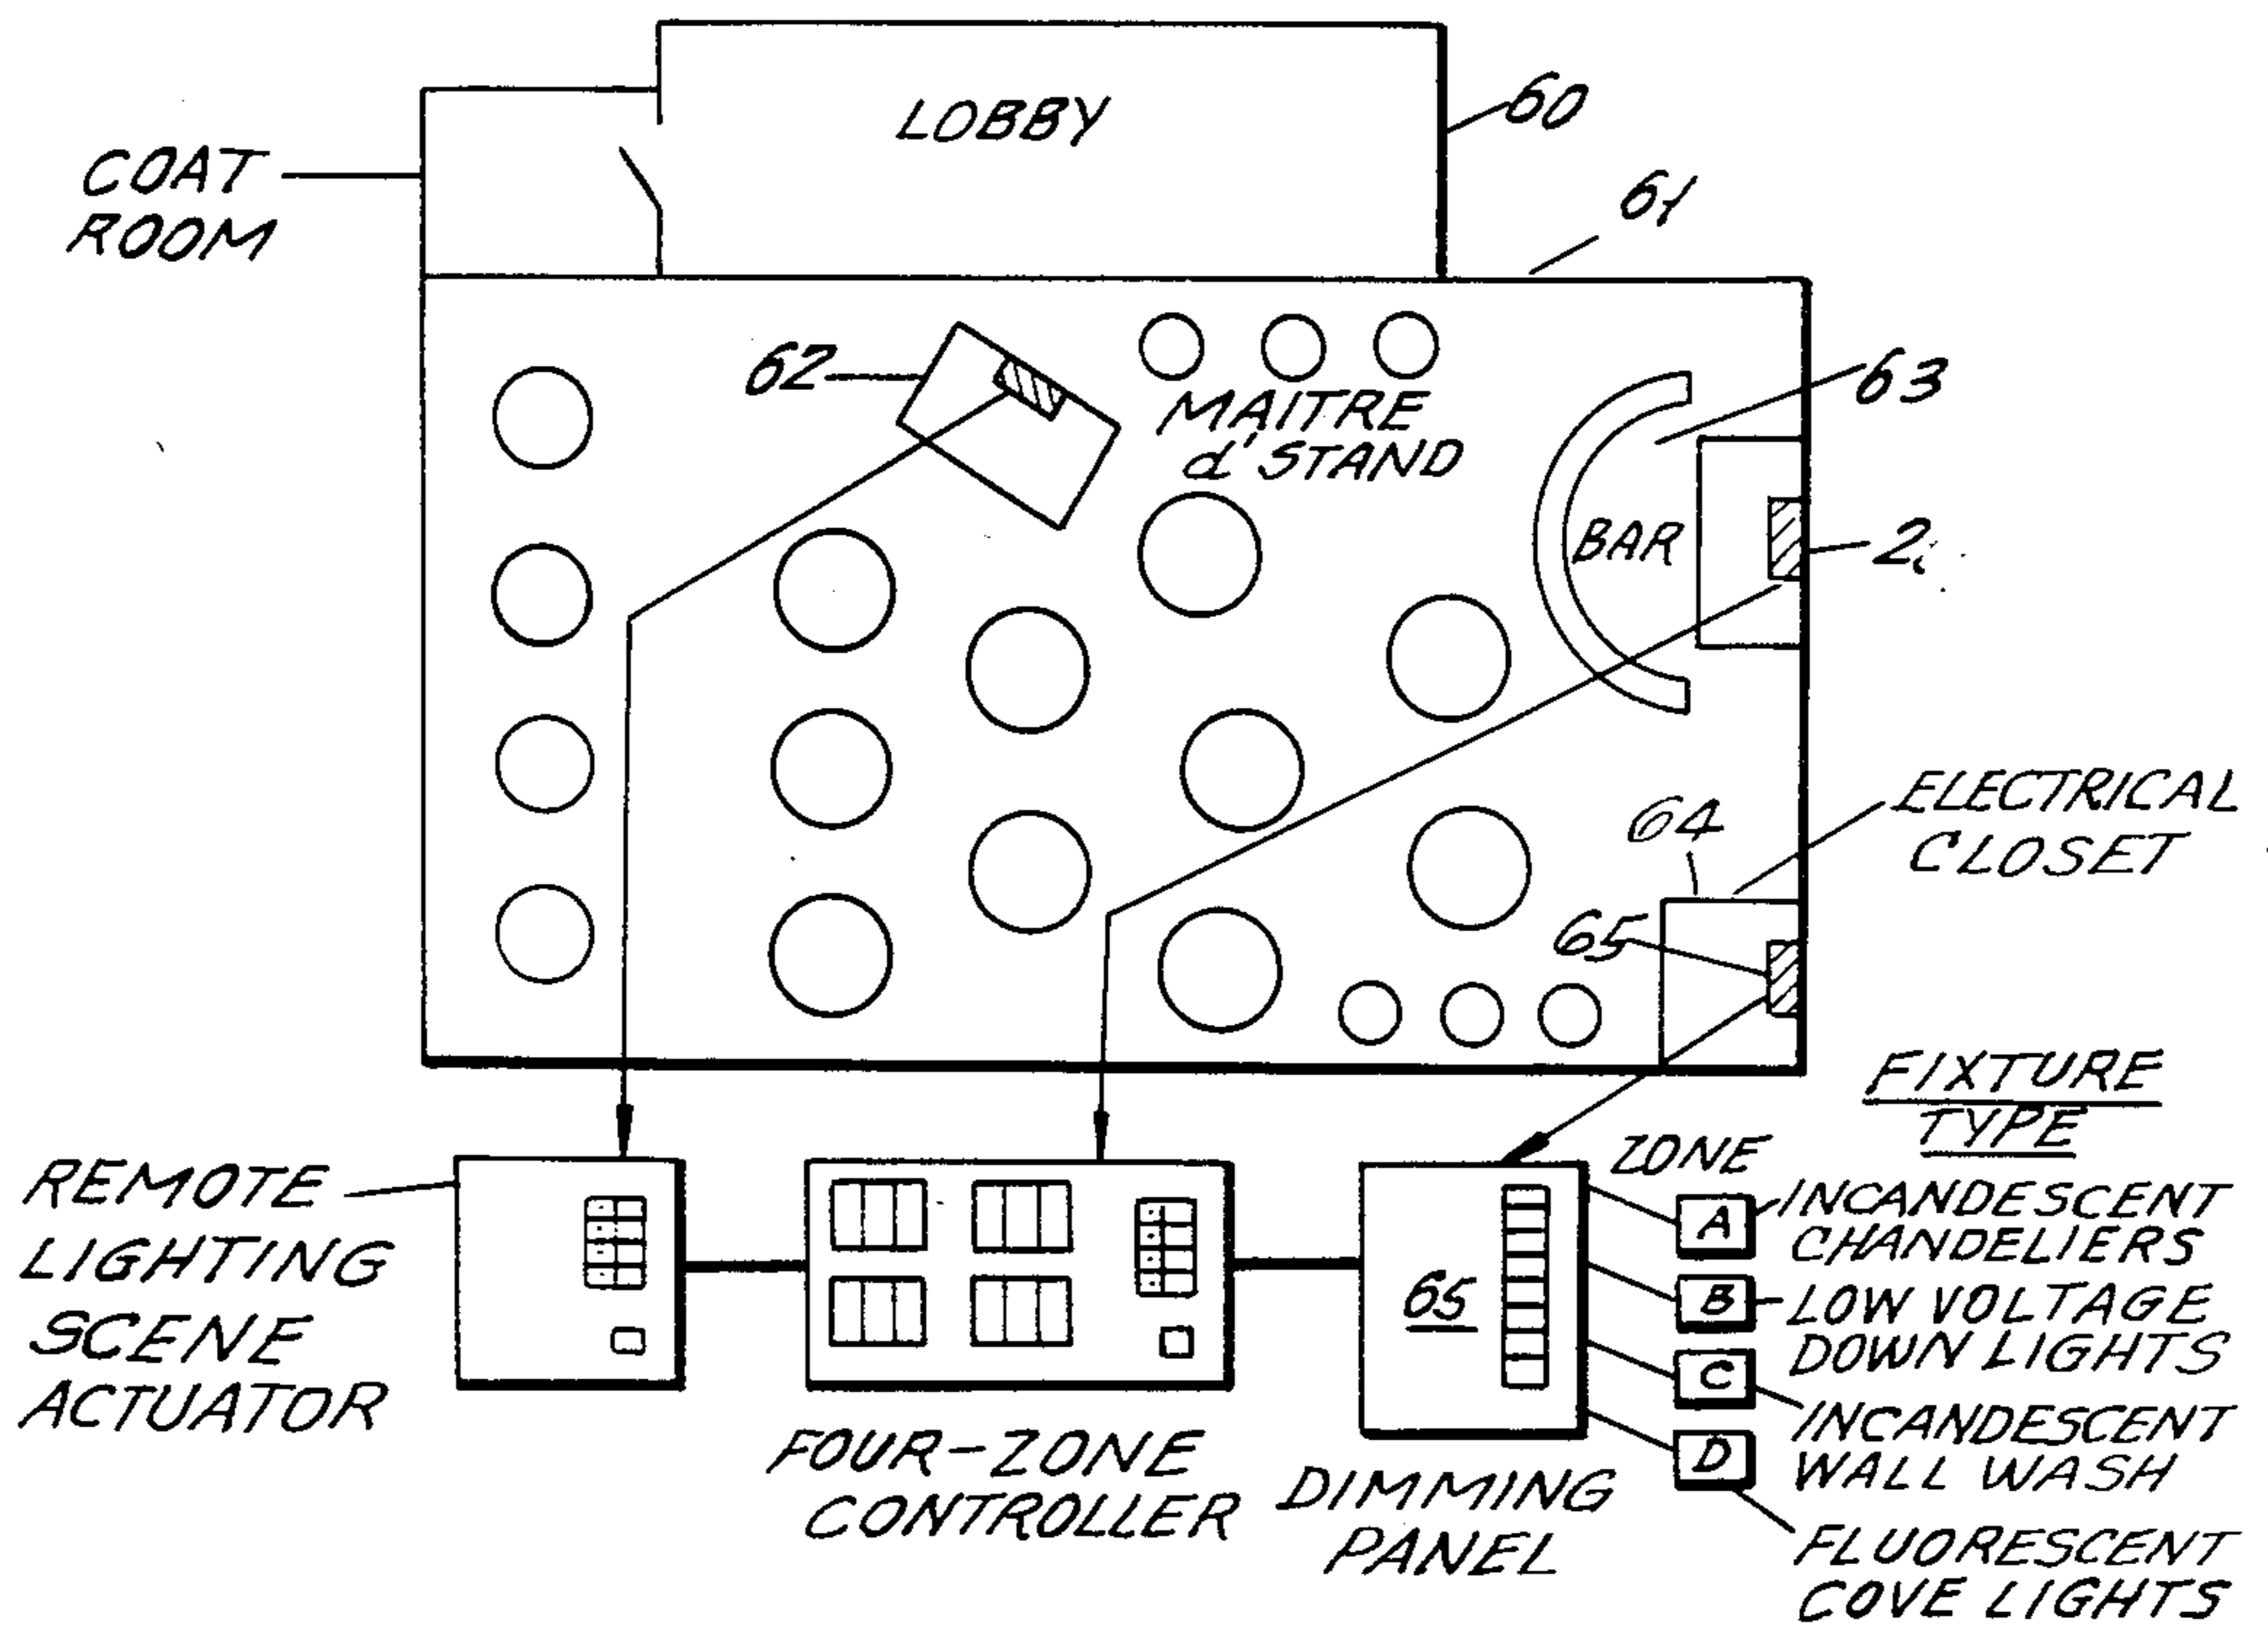 LOBBY
60
COAT
ROOM
61
62
MAITRE
d' STAND
63
BAR
2
ELECTRICAL
CLOSET
64
65
FIXTURE
TYPE
ZONE
REMOTE
LIGHTING
SCENE
ACTUATOR
FOUR-ZONE
CONTROLLER
65
DIMMING
PANEL
A
INCANDESCENT
CHANDELIERS
B
LOW VOLTAGE
DOWN LIGHTS
C
INCANDESCENT
WALL WASH
D
FLUORESCENT
COVE LIGHTS